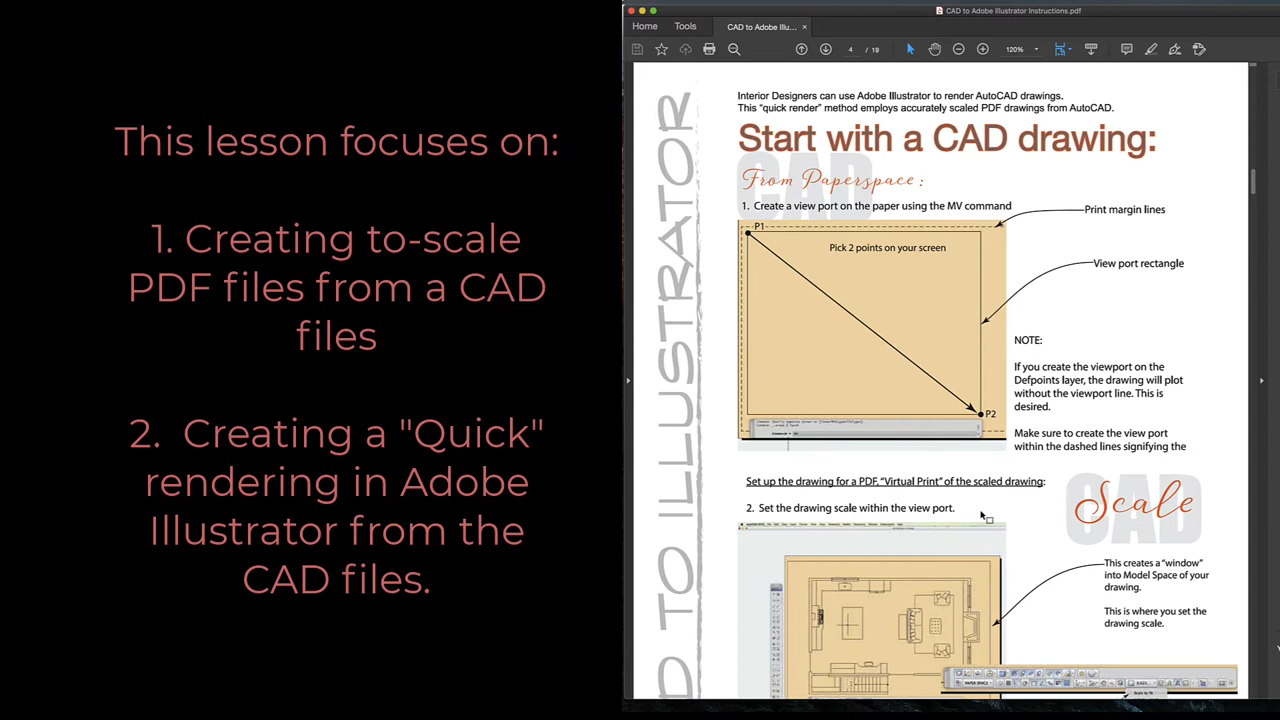 This lesson focuses on:
1. Creating to-scale
PDF files from a CAD
files
2. Creating a "Quick"
rendering in Adobe
Illustrator from the
CAD files.
CAD to Adobe Illustrator Instructions.pdf
Home
Tools
CAD to Adobe Illu...
4 / 19
120%
Interior Designers can use Adobe Illustrator to render AutoCAD drawings.
This “quick render” method employs accurately scaled PDF drawings from AutoCAD.
CAD
Start with a CAD drawing:
From Paperspace :
1. Create a view port on the paper using the MV command
P1
Pick 2 points on your screen
P2
Print margin lines
View port rectangle
NOTE:
If you create the viewport on the
Defpoints layer, the drawing will plot
without the viewport line. This is
desired.
Make sure to create the view port
within the dashed lines signifying the
Set up the drawing for a PDF, “Virtual Print” of the scaled drawing:
2. Set the drawing scale within the view port.
CAD
Scale
This creates a “window”
into Model Space of your
drawing.
This is where you set the
drawing scale.
PAPER SPACE
Scale to fit
D TO ILLUSTRATOR